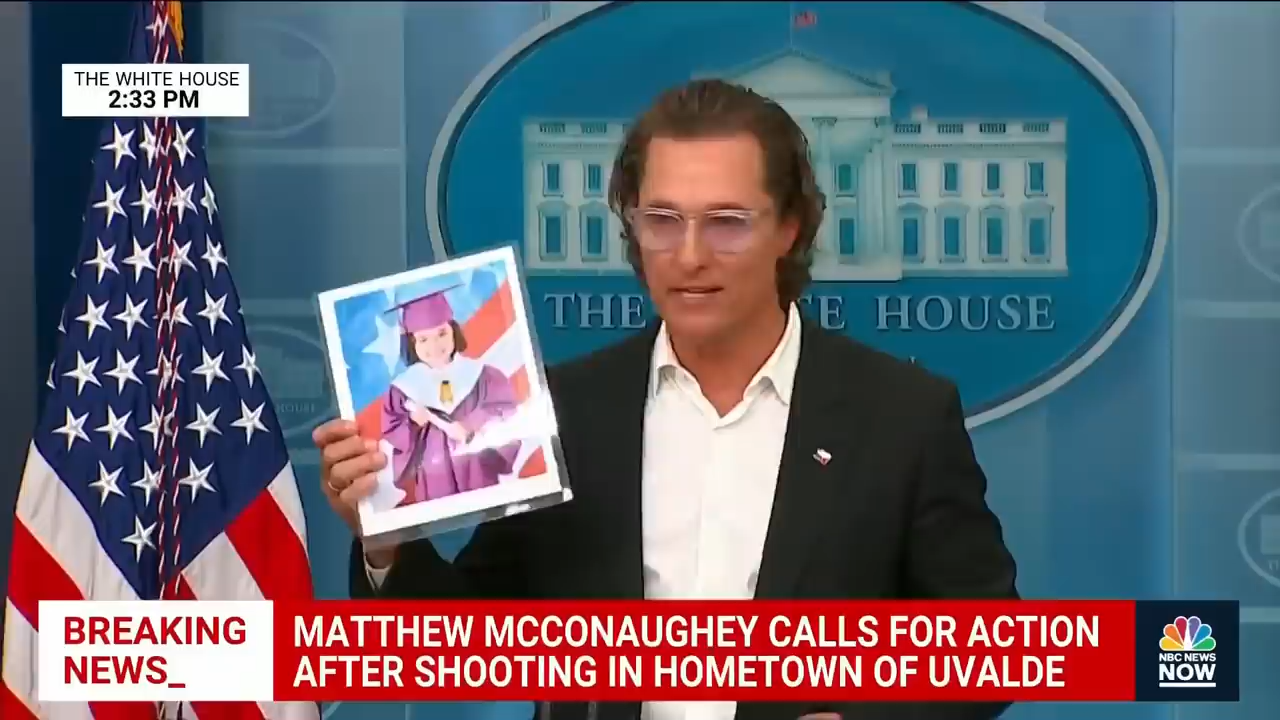 THE WHITE HOUSE
2:33 PM
THE E HOUSE
BREAKING
NEWS_
MATTHEW MCCONAUGHEY CALLS FOR ACTION
AFTER SHOOTING IN HOMETOWN OF UVALDE
NBC NEWS
NOW